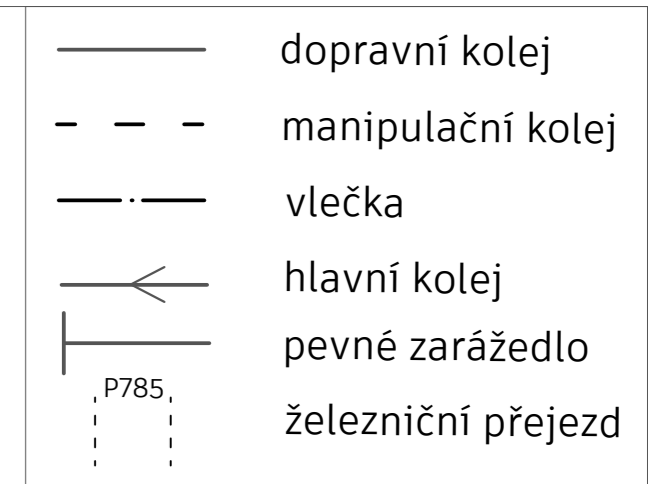 dopravní kolej
manipulační kolej
vlečka
hlavní kolej
pevné zarážedlo
P785
železniční přejezd